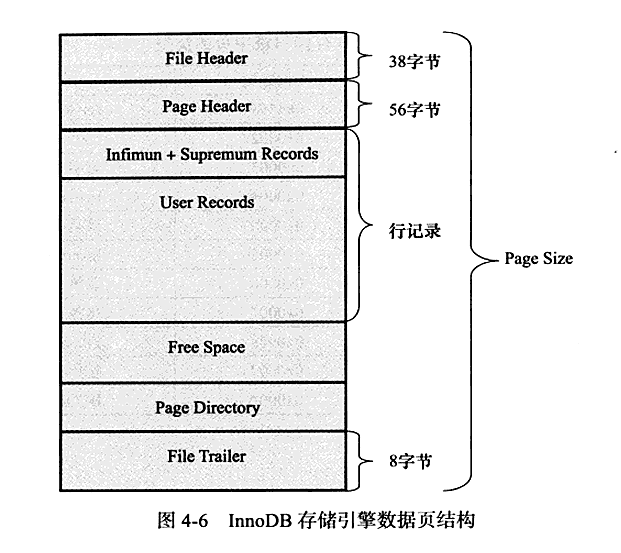 File Header
38字节
Page Header
56字节
Infimun + Supremum Records
User Records
行记录
Page Size
Free Space
Page Directory
File Trailer
8字节
图 4-6 InnoDB 存储引擎数据页结构